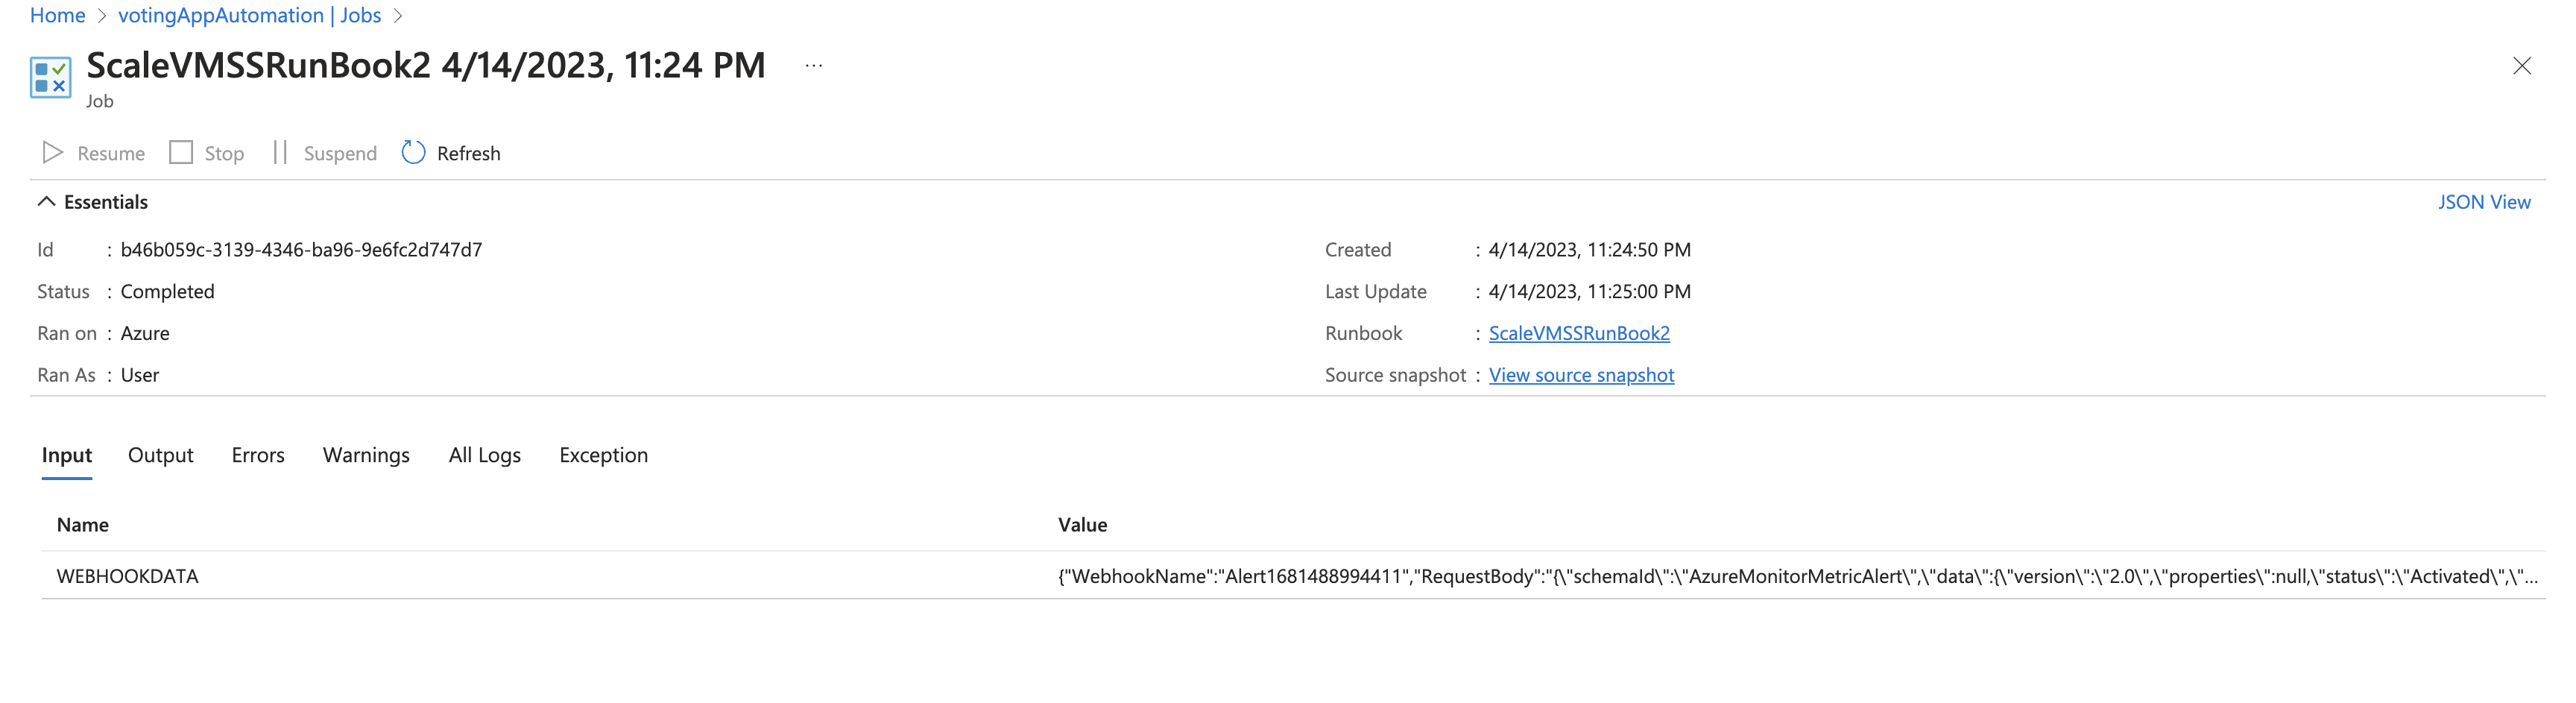 Home > votingAppAutomation | Jobs >
ScaleVMSSRunBook2 4/14/2023, 11:24 PM ...
Job
Resume Stop Suspend Refresh
Essentials JSON View
Id : b46b059c-3139-4346-ba96-9e6fc2d747d7 Created : 4/14/2023, 11:24:50 PM
Status : Completed Last Update : 4/14/2023, 11:25:00 PM
Ran on : Azure Runbook : ScaleVMSSRunBook2
Ran As : User Source snapshot : View source snapshot
Input Output Errors Warnings All Logs Exception
Name Value
WEBHOOKDATA {"WebhookName":"Alert1681488994411","RequestBody":"{\"schemaId\":\"AzureMonitorMetricAlert\",\"data\":{\"version\":\"2.0\",\"properties\":null,\"status\":\"Activated\",\"...